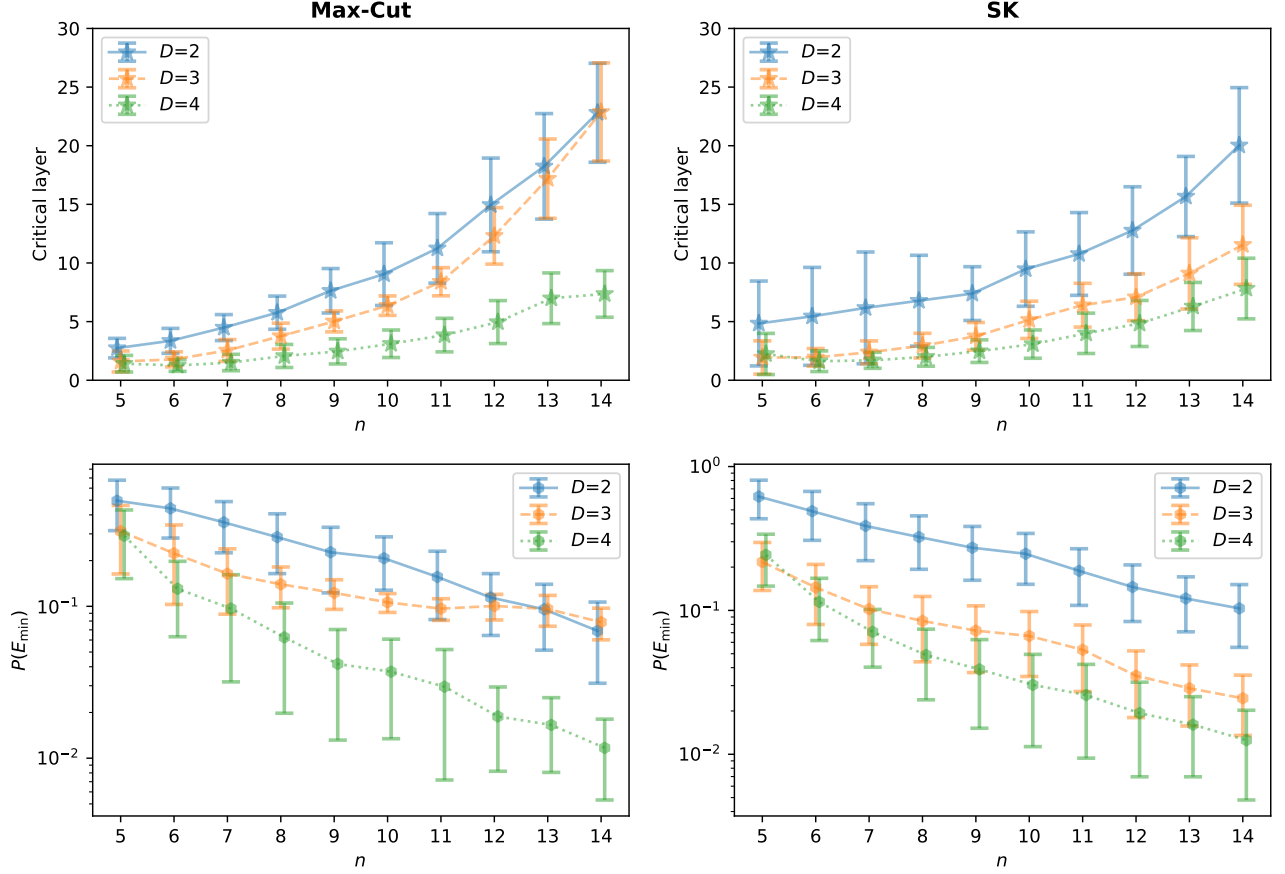 Max-Cut
Critical layer
30
25
20
15
10
5
0
D=2
D=3
D=4
5 6 7 8 9 10 11 12 13 14
n
SK
Critical layer
30
25
20
15
10
5
0
D=2
D=3
D=4
5 6 7 8 9 10 11 12 13 14
n
P(E_min)
10⁻¹
10⁻²
D=2
D=3
D=4
5 6 7 8 9 10 11 12 13 14
n
P(E_min)
10⁰
10⁻¹
10⁻²
D=2
D=3
D=4
5 6 7 8 9 10 11 12 13 14
n